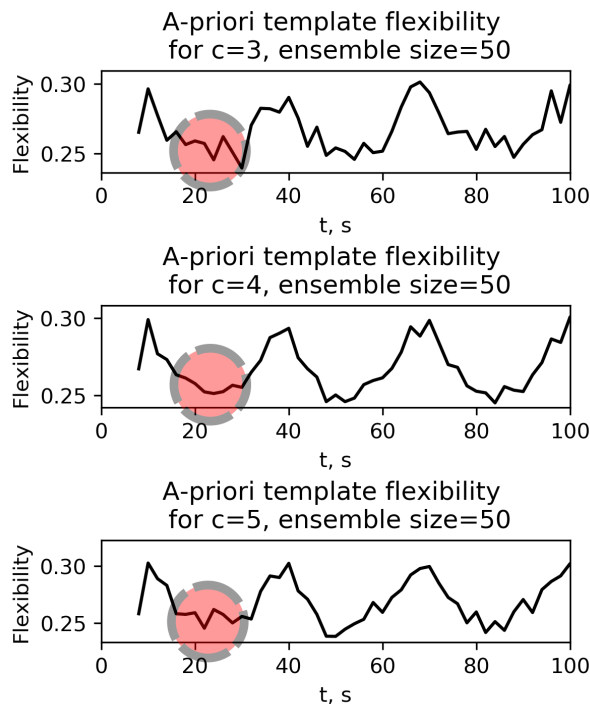 A-priori template flexibility
for c=3, ensemble size=50
Flexibility
0.30
0.25
0 20 40 60 80 100
t, s
A-priori template flexibility
for c=4, ensemble size=50
Flexibility
0.30
0.25
0 20 40 60 80 100
t, s
A-priori template flexibility
for c=5, ensemble size=50
Flexibility
0.30
0.25
0 20 40 60 80 100
t, s